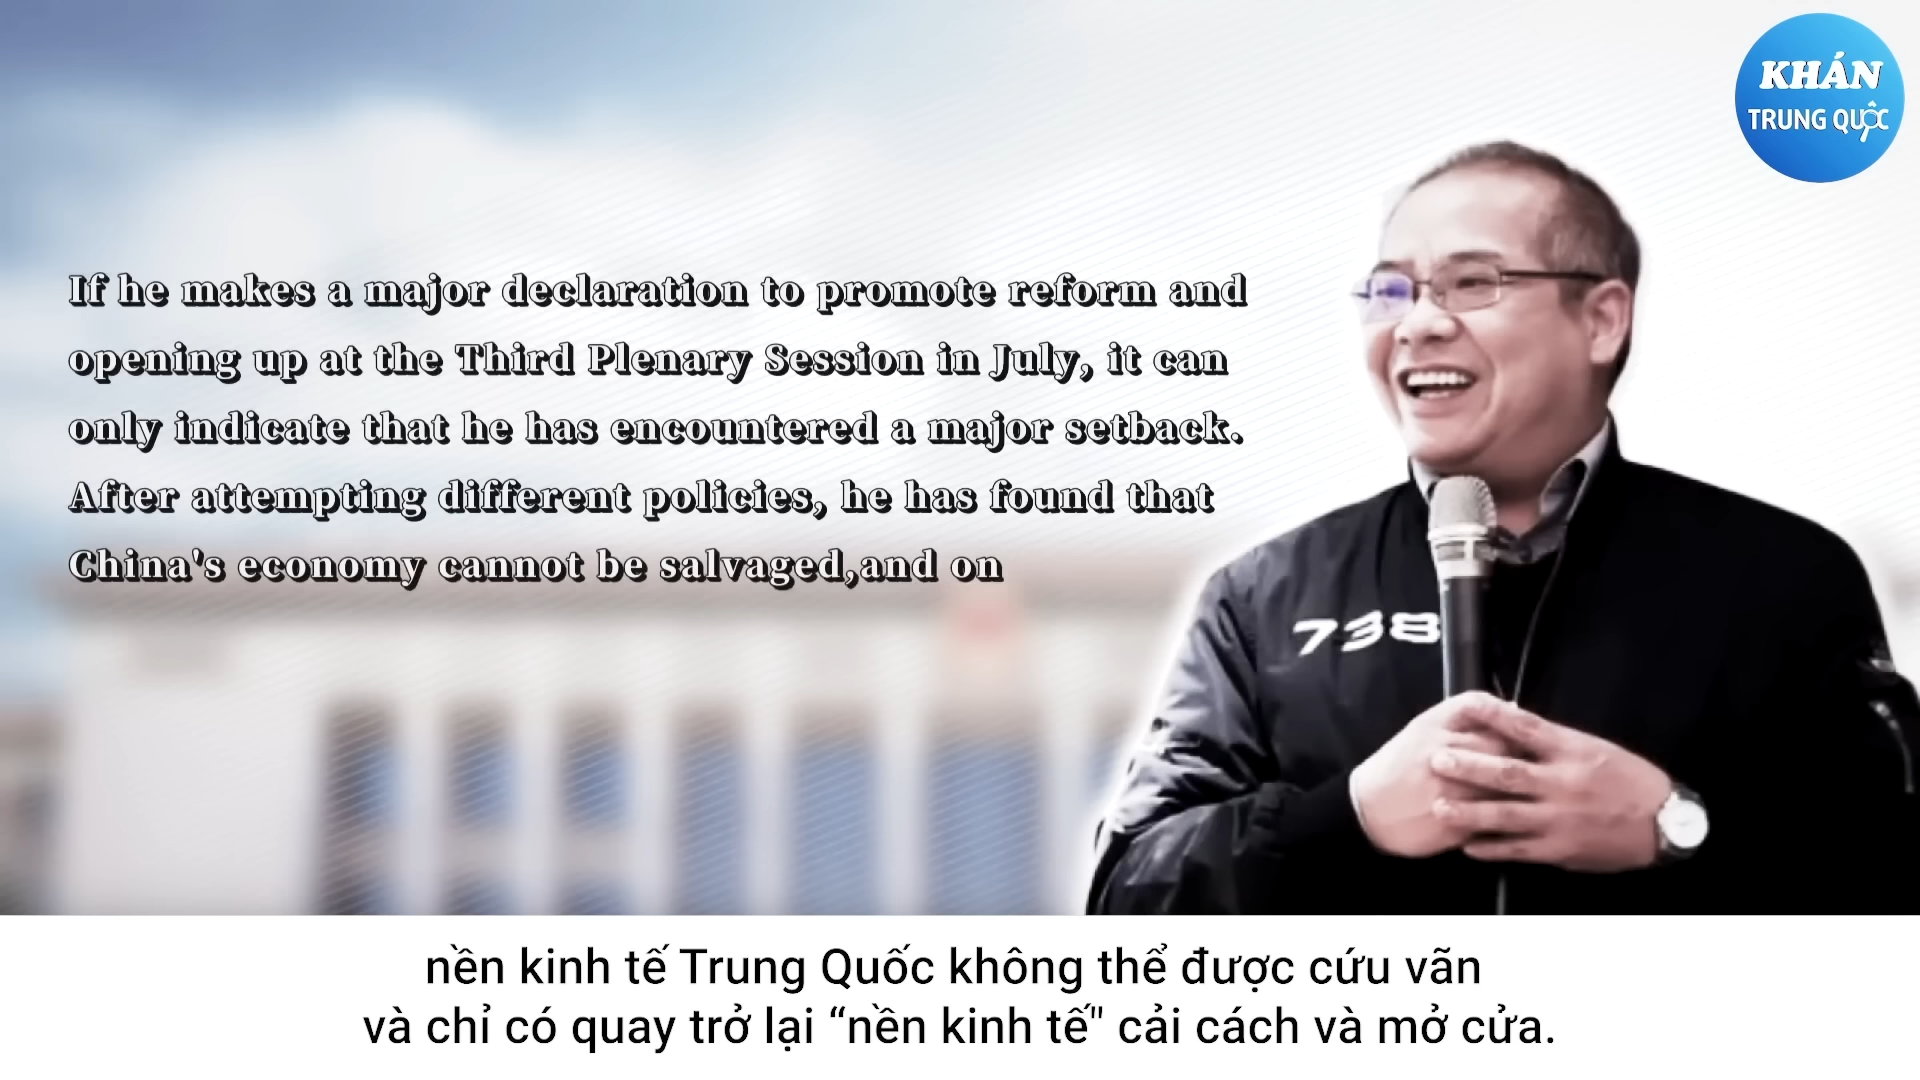 KHÁN
TRUNG QUỐC
If he makes a major declaration to promote reform and
opening up at the Third Plenary Session in July, it can
only indicate that he has encountered a major setback.
After attempting different policies, he has found that
China's economy cannot be salvaged,and on
738
nền kinh tế Trung Quốc không thể được cứu vãn
và chỉ có quay trở lại “nền kinh tế" cải cách và mở cửa.